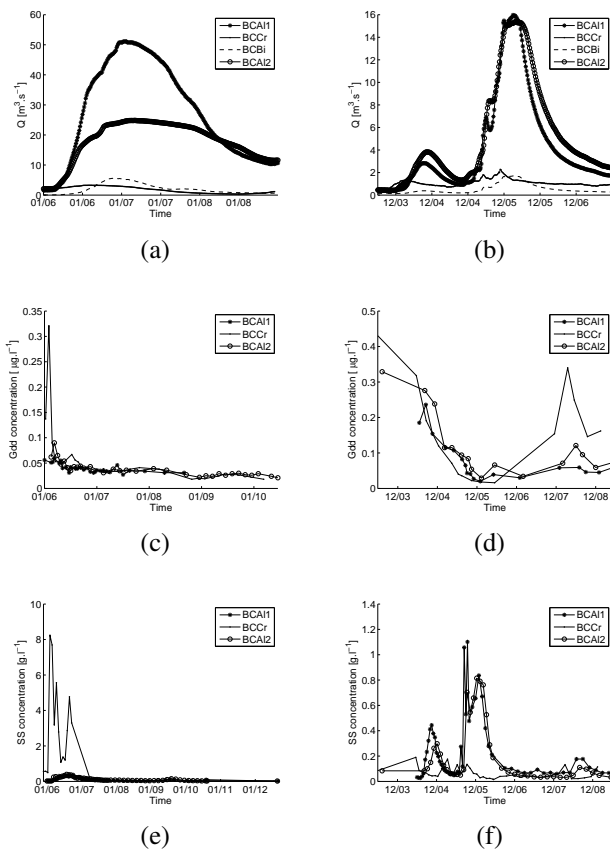 60
50
40
30
20
10
0
Q [m³.s⁻¹]
01/06 01/06 01/07 01/07 01/08 01/08
Time
BCAl1
BCCr
BCBi
BCAl2
(a)
16
14
12
10
8
6
4
2
0
Q [m³.s⁻¹]
12/03 12/04 12/04 12/05 12/05 12/06
Time
BCAl1
BCCr
BCBi
BCAl2
(b)
0.35
0.3
0.25
0.2
0.15
0.1
0.05
0
Gdd concentration [ µg.l⁻¹]
01/06 01/07 01/08 01/09 01/10
Time
BCAl1
BCCr
BCAl2
(c)
0.5
0.4
0.3
0.2
0.1
0
Gdd concentration [ µg.l⁻¹]
12/03 12/04 12/05 12/06 12/07 12/08
Time
BCAl1
BCCr
BCAl2
(d)
10
8
6
4
2
0
SS concentration [g.l⁻¹]
01/06 01/07 01/08 01/09 01/10 01/11 01/12
Time
BCAl1
BCCr
BCAl2
(e)
1.4
1.2
1
0.8
0.6
0.4
0.2
0
SS concentration [g.l⁻¹]
12/03 12/04 12/05 12/06 12/07 12/08
Time
BCAl1
BCCr
BCAl2
(f)